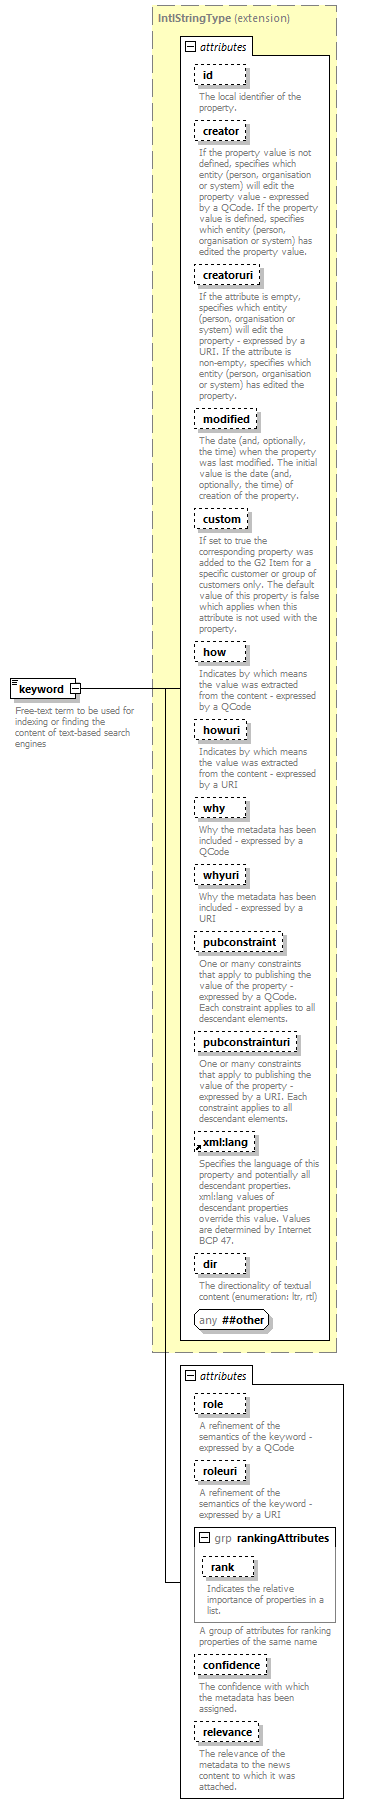 IntlStringType (extension)
attributes
id
The local identifier of the
property.
creator
If the property value is not
defined, specifies which
entity (person, organisation
or system) will edit the
property value - expressed
by a QCode. If the property
value is defined, specifies
which entity (person,
organisation or system) has
edited the property value.
creatoruri
If the attribute is empty,
specifies which entity
(person, organisation or
system) will edit the
property - expressed by a
URI. If the attribute is
non-empty, specifies which
entity (person, organisation
or system) has edited the
property.
modified
The date (and, optionally,
the time) when the property
was last modified. The initial
value is the date (and,
optionally, the time) of
creation of the property.
custom
If set to true the
corresponding property was
added to the G2 Item for a
specific customer or group of
customers only. The default
value of this property is false
which applies when this
attribute is not used with the
property.
how
Indicates by which means
the value was extracted
from the content - expressed
by a QCode
keyword
Free-text term to be used for
indexing or finding the
content of text-based search
engines
howuri
Indicates by which means
the value was extracted
from the content - expressed
by a URI
why
Why the metadata has been
included - expressed by a
QCode
whyuri
Why the metadata has been
included - expressed by a
URI
pubconstraint
One or many constraints
that apply to publishing the
value of the property -
expressed by a QCode.
Each constraint applies to all
descendant elements.
pubconstrainturi
One or many constraints
that apply to publishing the
value of the property -
expressed by a URI. Each
constraint applies to all
descendant elements.
xml:lang
Specifies the language of this
property and potentially all
descendant properties.
xml:lang values of
descendant properties
override this value. Values
are determined by Internet
BCP 47.
dir
The directionality of textual
content (enumeration: ltr, rtl)
any ##other
attributes
role
A refinement of the
semantics of the keyword -
expressed by a QCode
roleuri
A refinement of the
semantics of the keyword -
expressed by a URI
grp rankingAttributes
rank
Indicates the relative
importance of properties in a
list.
A group of attributes for ranking
properties of the same name
confidence
The confidence with which
the metadata has been
assigned.
relevance
The relevance of the
metadata to the news
content to which it was
attached.